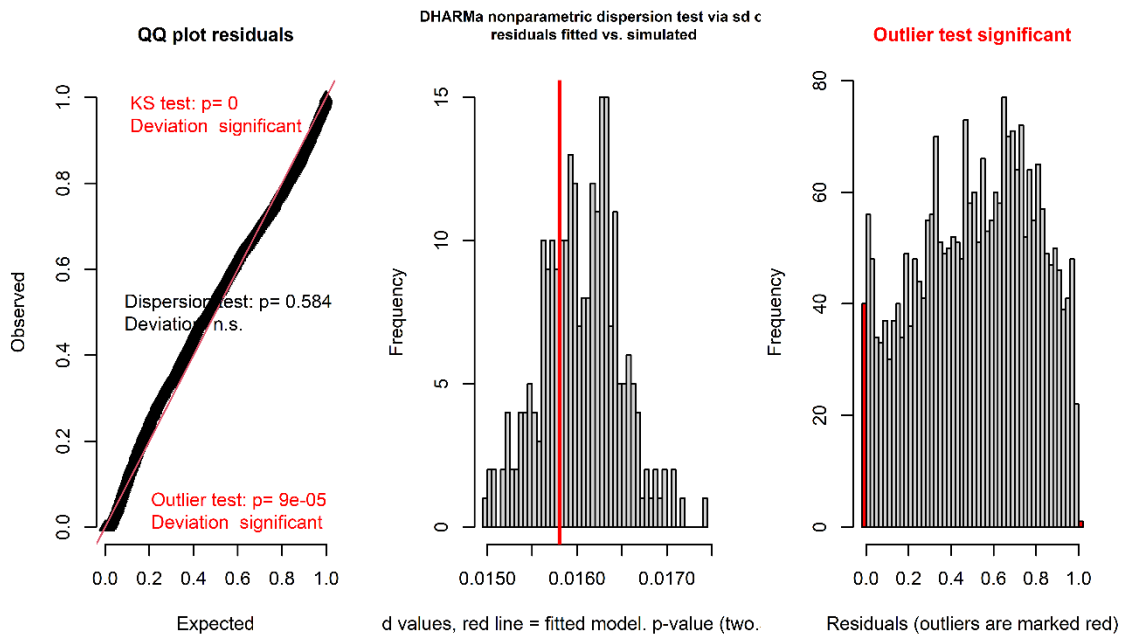 QQ plot residuals
KS test: p= 0
Deviation significant
Dispersion test: p= 0.584
Deviation n.s.
Outlier test: p= 9e-05
Deviation significant
Observed
0.0
0.2
0.4
0.6
0.8
1.0
0.0 0.2 0.4 0.6 0.8 1.0
Expected
DHARMa nonparametric dispersion test via sd o
residuals fitted vs. simulated
Frequency
0
5
10
15
0.0150 0.0160 0.0170
d values, red line = fitted model. p-value (two.
Outlier test significant
Frequency
0
20
40
60
80
0.0 0.2 0.4 0.6 0.8 1.0
Residuals (outliers are marked red)